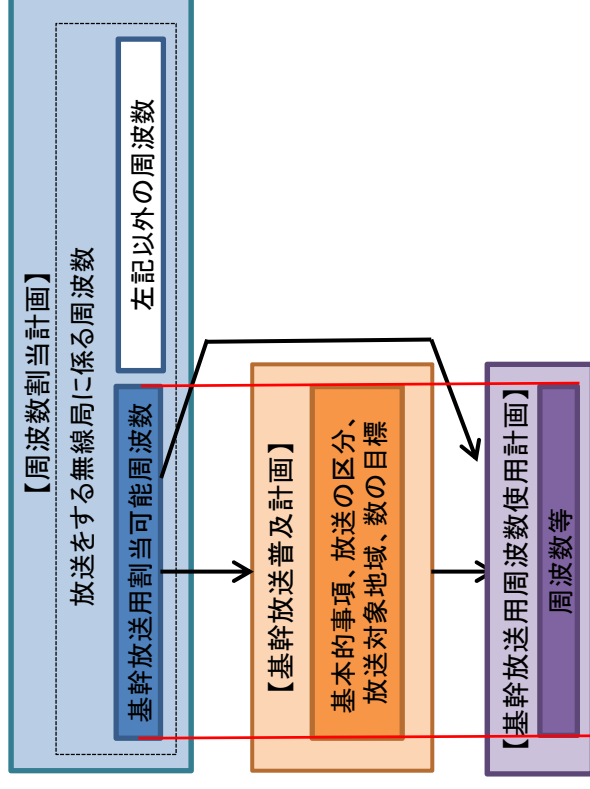 【周波数割当計画】
放送をする無線局に係る周波数
基幹放送用割当可能周波数
左記以外の周波数
【基幹放送普及計画】
基本的事項、放送の区分、
放送対象地域、数の目標
【基幹放送用周波数使用計画】
周波数等